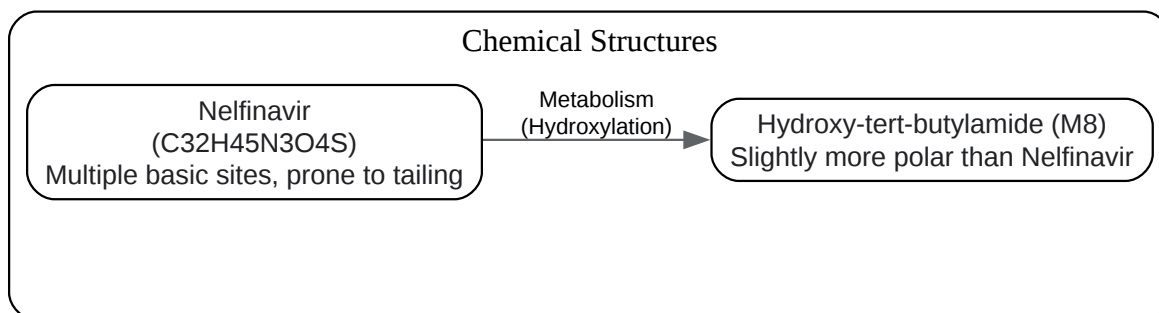 Chemical Structures
Nelfinavir
(C32H45N3O4S)
Multiple basic sites, prone to tailing
Metabolism
(Hydroxylation)
Hydroxy-tert-butylamide (M8)
Slightly more polar than Nelfinavir